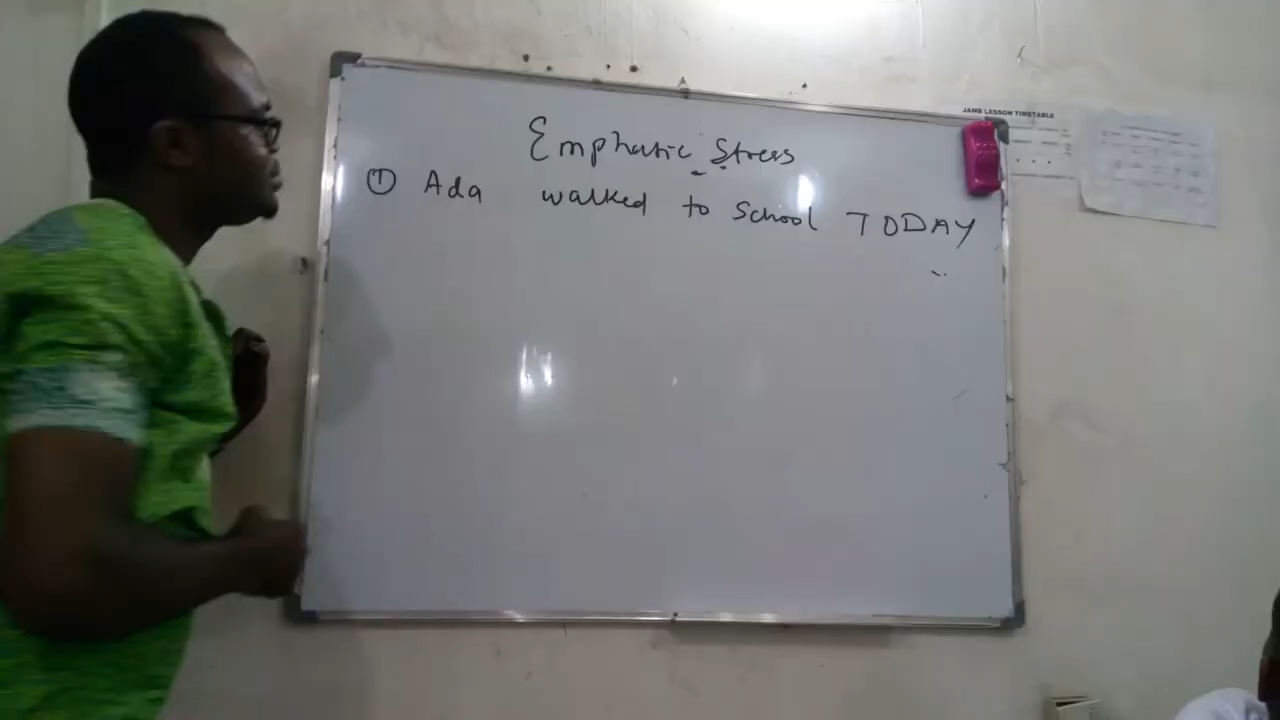 Emphatic Stress
① Ada walked to School TODAY
JAMB LESSON TIMETABLE